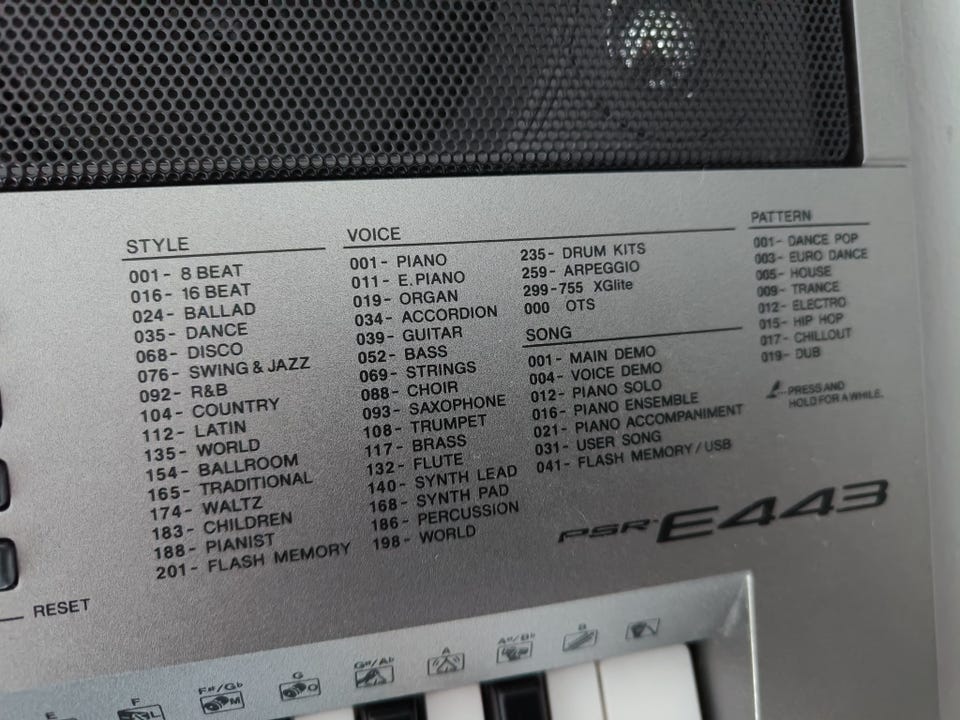 STYLE
001- 8 BEAT
016- 16 BEAT
024- BALLAD
035- DANCE
068- DISCO
076- SWING & JAZZ
092- R&B
104- COUNTRY
112- LATIN
135- WORLD
154- BALLROOM
165- TRADITIONAL
174- WALTZ
183- CHILDREN
188- PIANIST
201- FLASH MEMORY
VOICE
001- PIANO
011- E.PIANO
019- ORGAN
034- ACCORDION
039- GUITAR
052- BASS
069- STRINGS
088- CHOIR
093- SAXOPHONE
108- TRUMPET
117- BRASS
132- FLUTE
140- SYNTH LEAD
168- SYNTH PAD
186- PERCUSSION
198- WORLD
235- DRUM KITS
259- ARPEGGIO
299-755 XGlite
000 OTS
SONG
001- MAIN DEMO
004- VOICE DEMO
012- PIANO SOLO
016- PIANO ENSEMBLE
021- PIANO ACCOMPANIMENT
031- USER SONG
041- FLASH MEMORY / USB
PATTERN
001- DANCE POP
003- EURO DANCE
005- HOUSE
009- TRANCE
012- ELECTRO
015- HIP HOP
017- CHILLOUT
019- DUB
PRESS AND
HOLD FOR A WHILE.
PSR-E443
RESET
E
F
L
F#/Gb
M
G
O
G#/Ab
A
A#/Bb
B